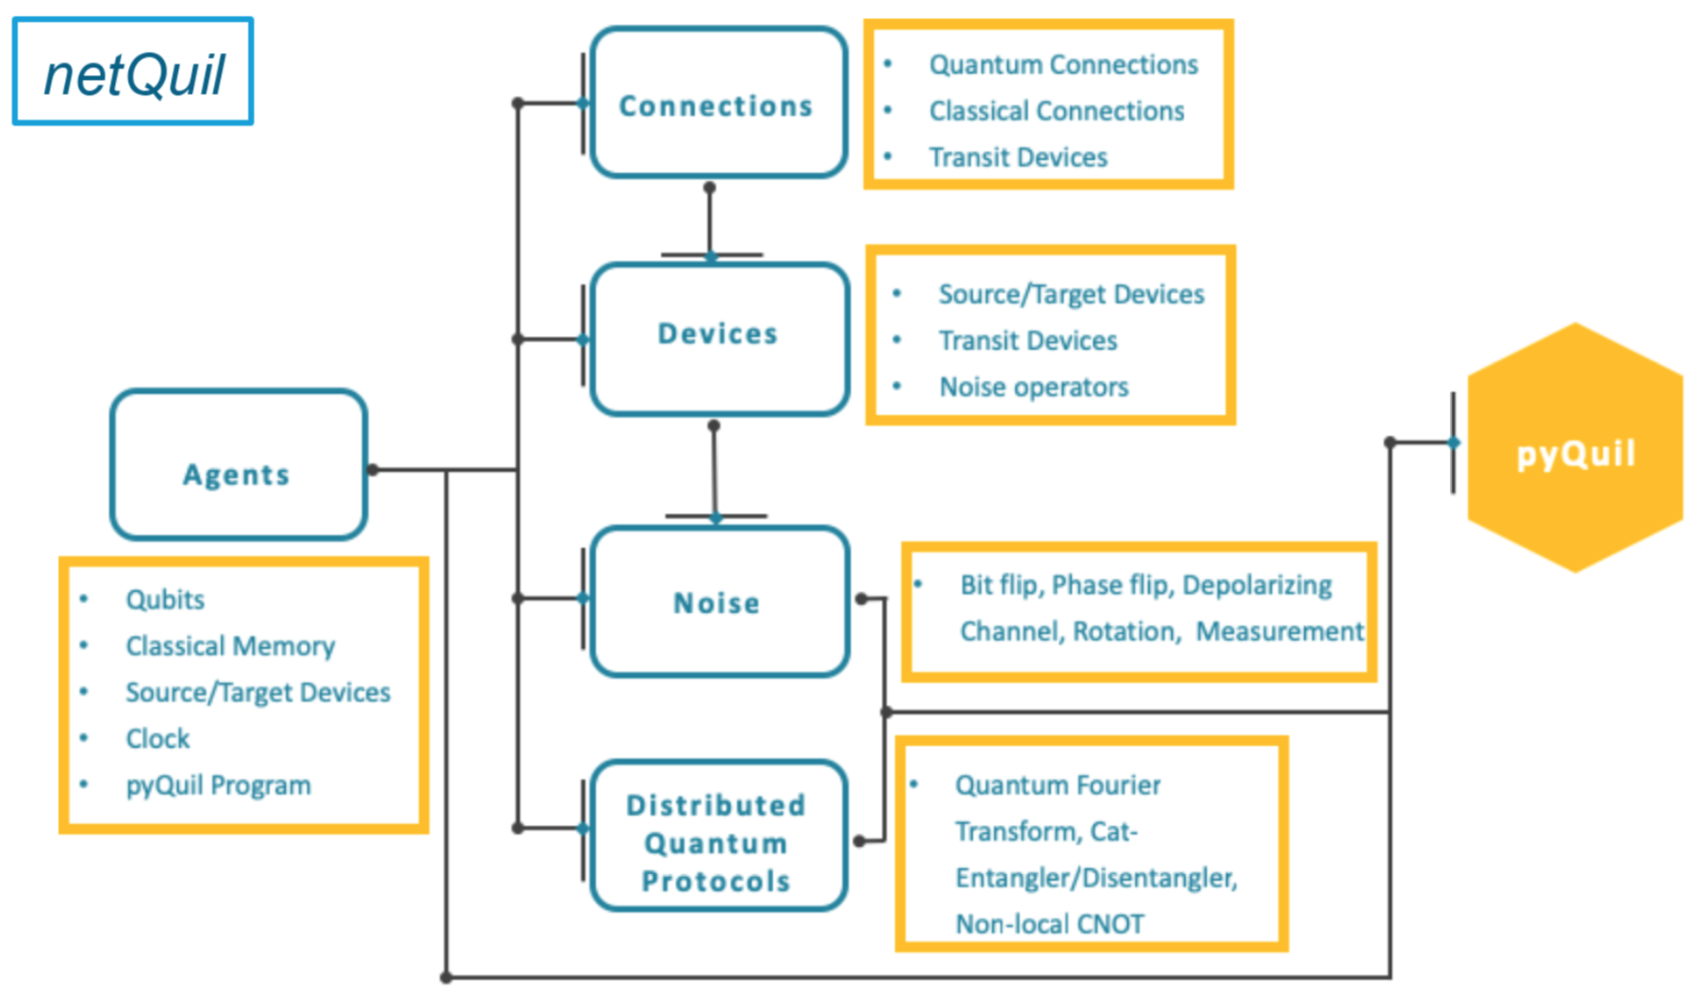 netQuil
Connections
• Quantum Connections
• Classical Connections
• Transit Devices
Devices
• Source/Target Devices
• Transit Devices
• Noise operators
Agents
• Qubits
• Classical Memory
• Source/Target Devices
• Clock
• pyQuil Program
Noise
• Bit flip, Phase flip, Depolarizing
Channel, Rotation, Measurement
Distributed
Quantum
Protocols
• Quantum Fourier
Transform, Cat-
Entangler/Disentangler,
Non-local CNOT
pyQuil